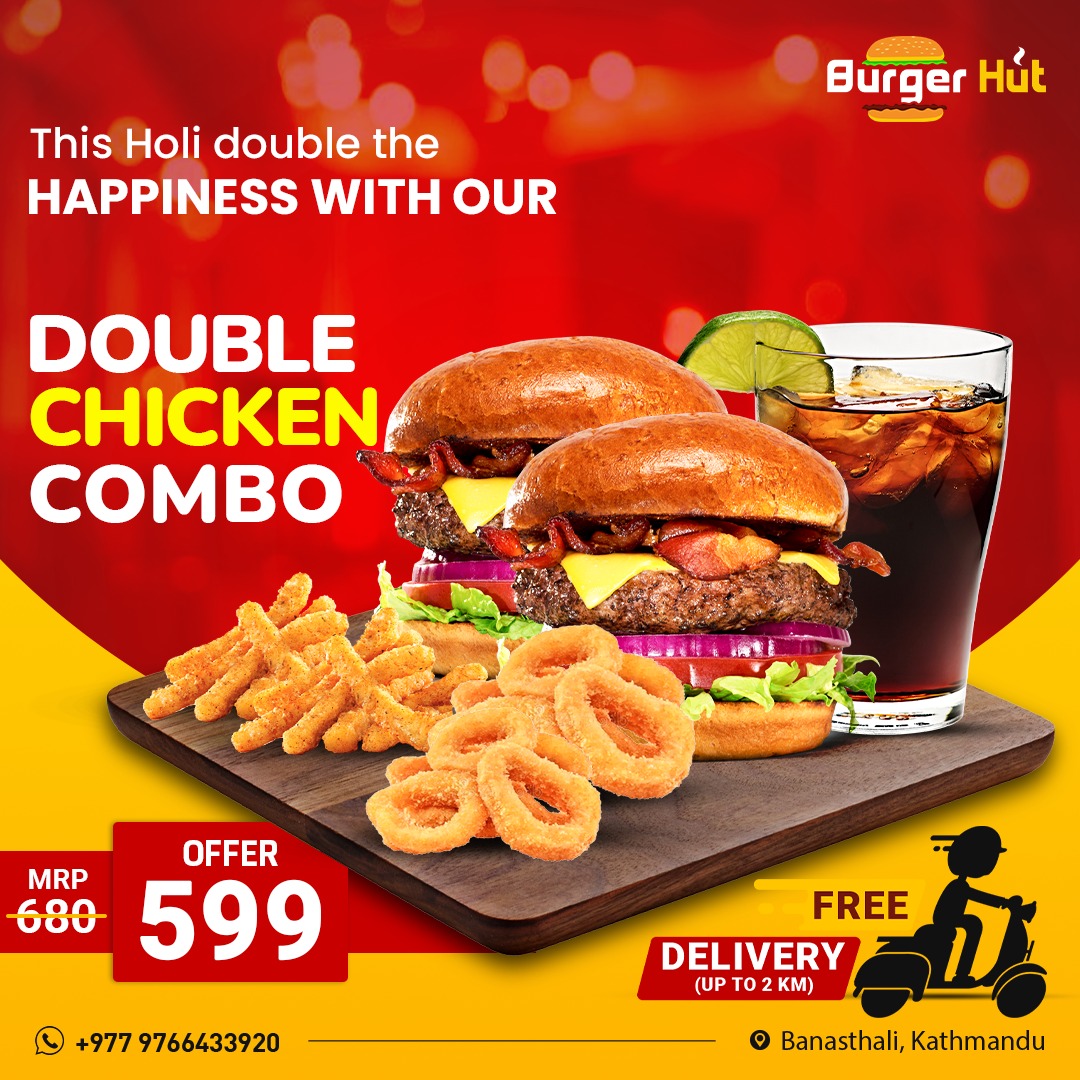 Burger Hut
This Holi double the
HAPPINESS WITH OUR
DOUBLE
CHICKEN
COMBO
OFFER
599
MRP
680
FREE
DELIVERY
(UP TO 2 KM)
+977 9766433920
Banasthali, Kathmandu